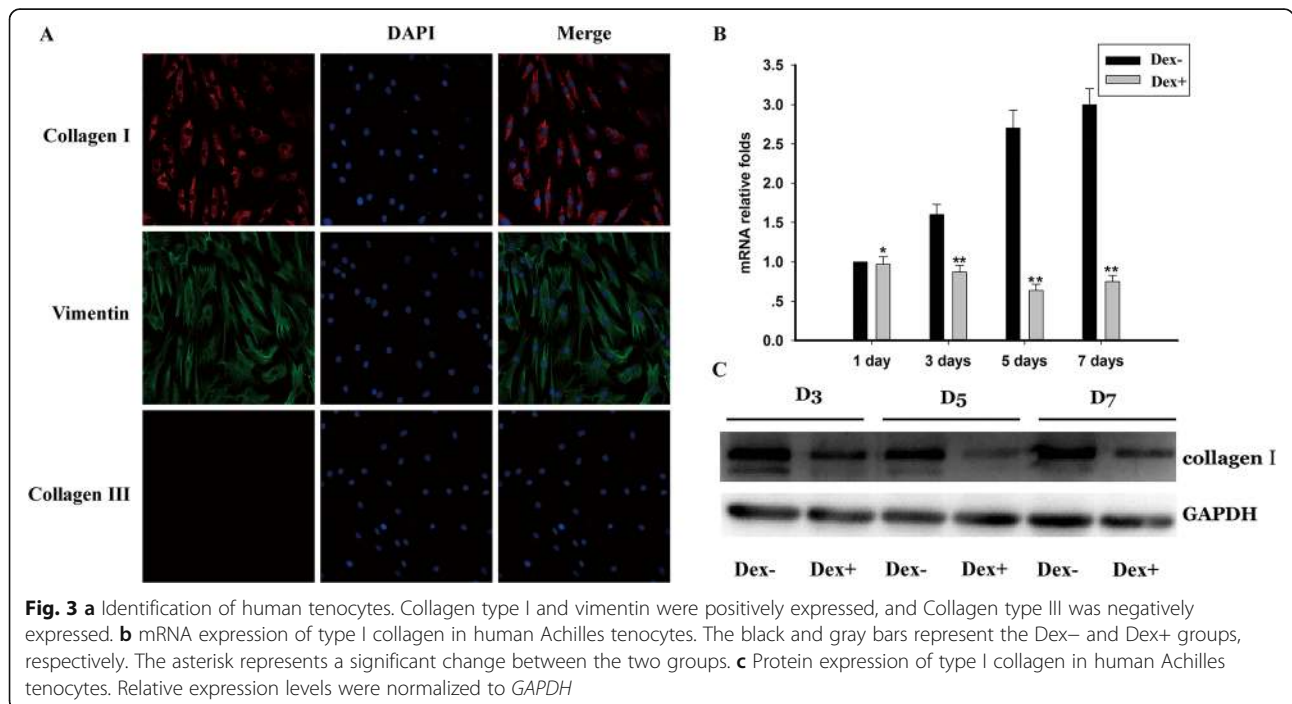 A
DAPI
Merge
Collagen I
Vimentin
Collagen III
B
Dex-
Dex+
mRNA relative folds
3.5
3.0
2.5
2.0
1.5
1.0
.5
0.0
*
**
**
**
1 day
3 days
5 days
7 days
C
D3
D5
D7
collagen I
GAPDH
Dex-
Dex+
Dex-
Dex+
Dex-
Dex+
Fig. 3 a Identification of human tenocytes. Collagen type I and vimentin were positively expressed, and Collagen type III was negatively
expressed. b mRNA expression of type I collagen in human Achilles tenocytes. The black and gray bars represent the Dex− and Dex+ groups,
respectively. The asterisk represents a significant change between the two groups. c Protein expression of type I collagen in human Achilles
tenocytes. Relative expression levels were normalized to GAPDH